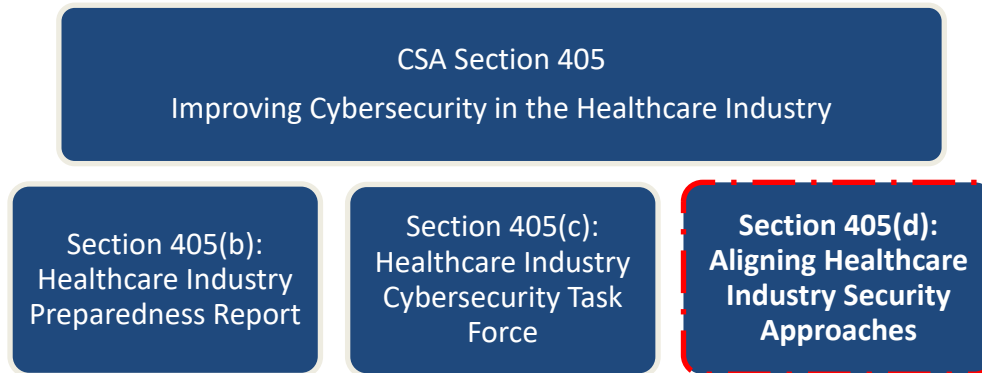 CSA Section 405
Improving Cybersecurity in the Healthcare Industry
Section 405(b):
Healthcare Industry
Preparedness Report
Section 405(c):
Healthcare Industry
Cybersecurity Task
Force
Section 405(d):
Aligning Healthcare
Industry Security
Approaches